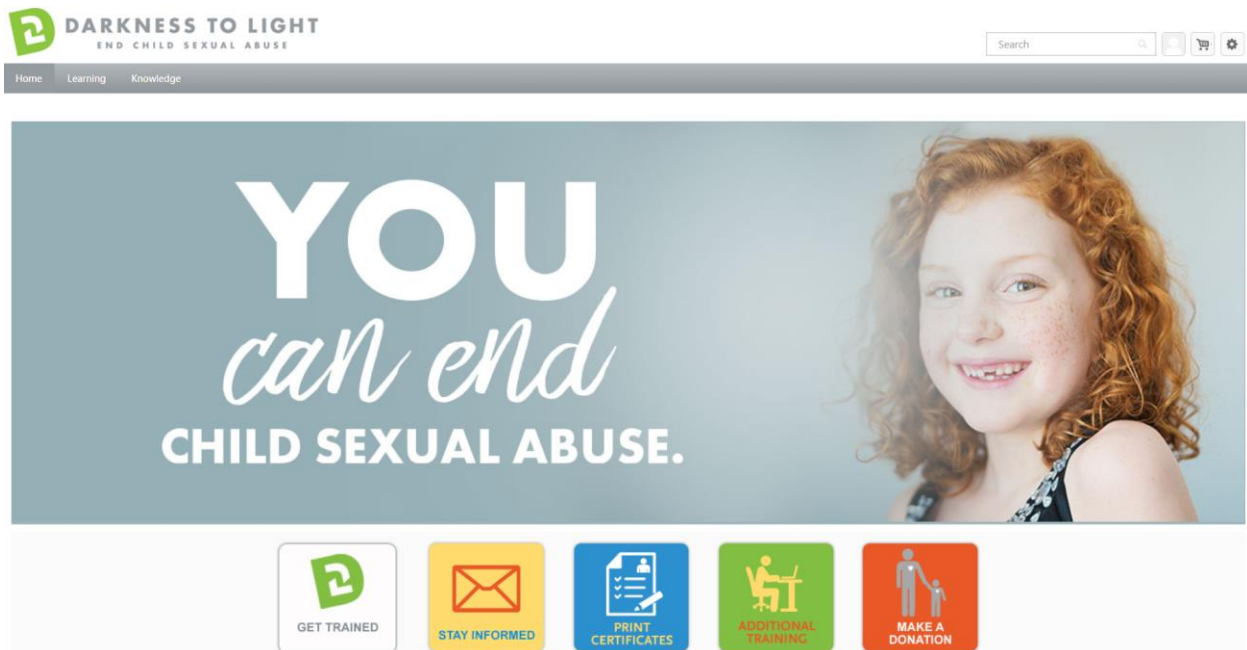 DARKNESS TO LIGHT
END CHILD SEXUAL ABUSE
Search
Home Learning Knowledge
YOU
can end
CHILD SEXUAL ABUSE.
GET TRAINED
STAY INFORMED
PRINT
CERTIFICATES
ADDITIONAL
TRAINING
MAKE A
DONATION